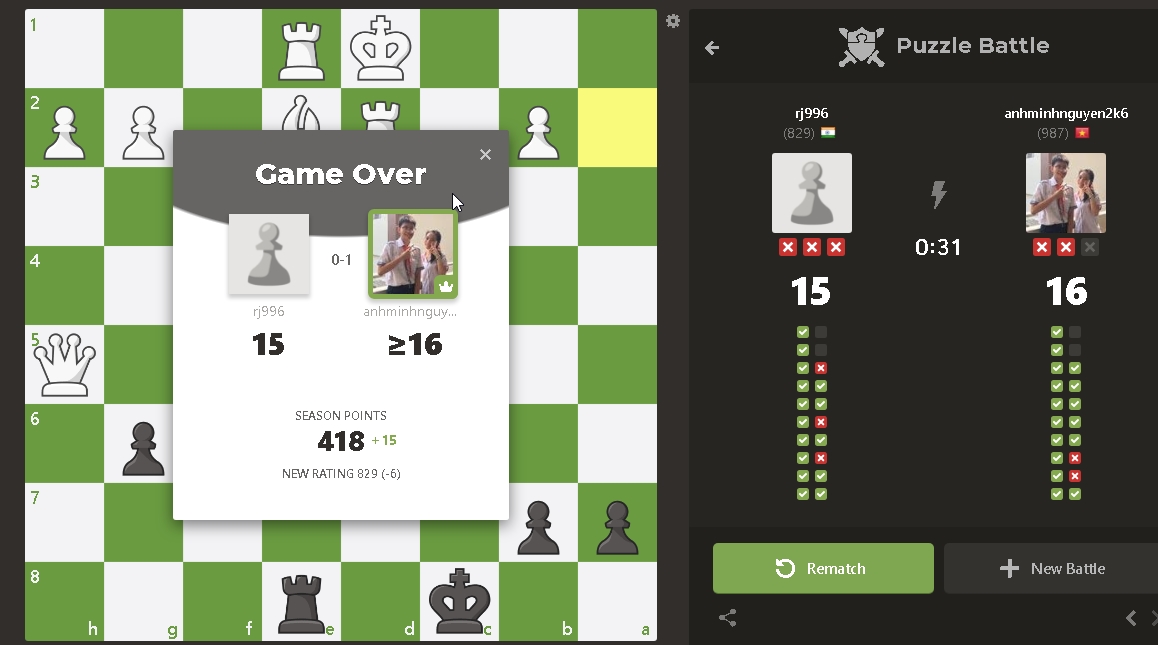 1
2
3
4
5
6
7
8
h
g
f
e
d
c
b
a
Game Over
0-1
rj996
anhminhnguy...
15
≥16
SEASON POINTS
418 +15
NEW RATING 829 (-6)
Puzzle Battle
rj996
(829)
anhminhnguyen2k6
(987)
0:31
15
16
Rematch
New Battle